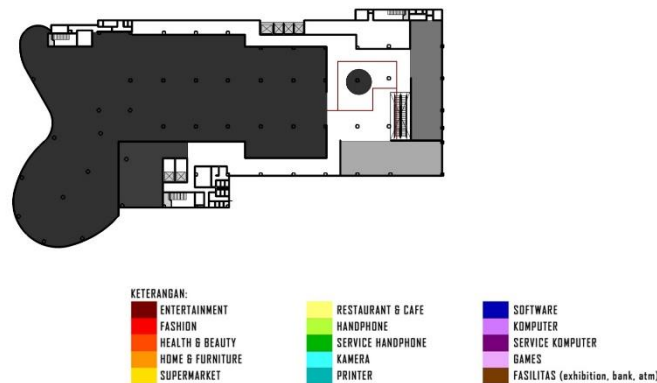 KETERANGAN:
ENTERTAINMENT
FASHION
HEALTH & BEAUTY
HOME & FURNITURE
SUPERMARKET
RESTAURANT & CAFE
HANDPHONE
SERVICE HANDPHONE
KAMERA
PRINTER
SOFTWARE
KOMPUTER
SERVICE KOMPUTER
GAMES
FASILITAS (exhibition, bank, atm)